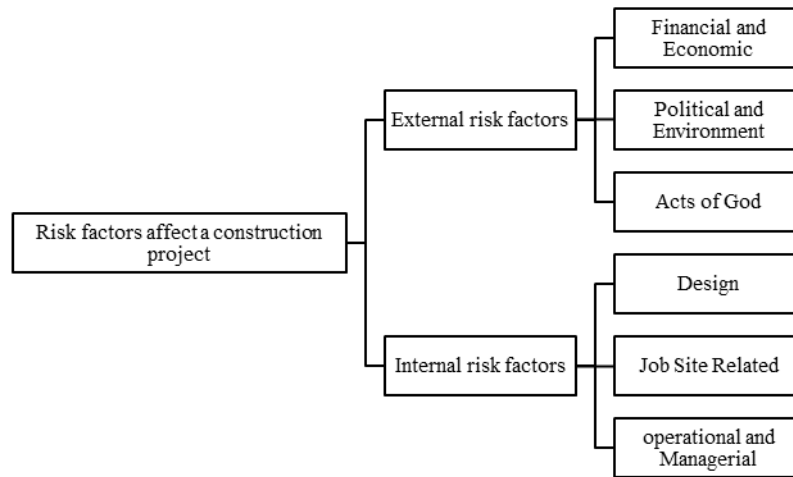 Financial and
Economic
External risk factors
Political and
Environment
Acts of God
Risk factors affect a construction
project
Design
Internal risk factors
Job Site Related
operational and
Managerial